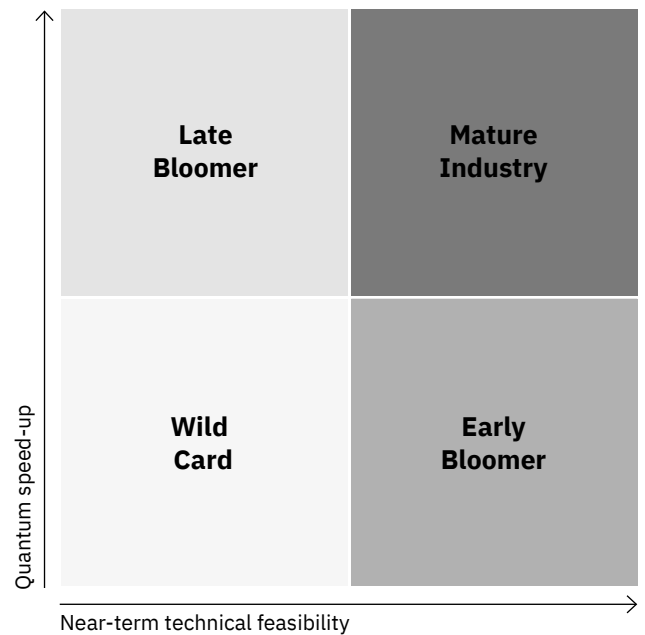 Late
Bloomer
Mature
Industry
Wild
Card
Early
Bloomer
Quantum speed-up
Near-term technical feasibility